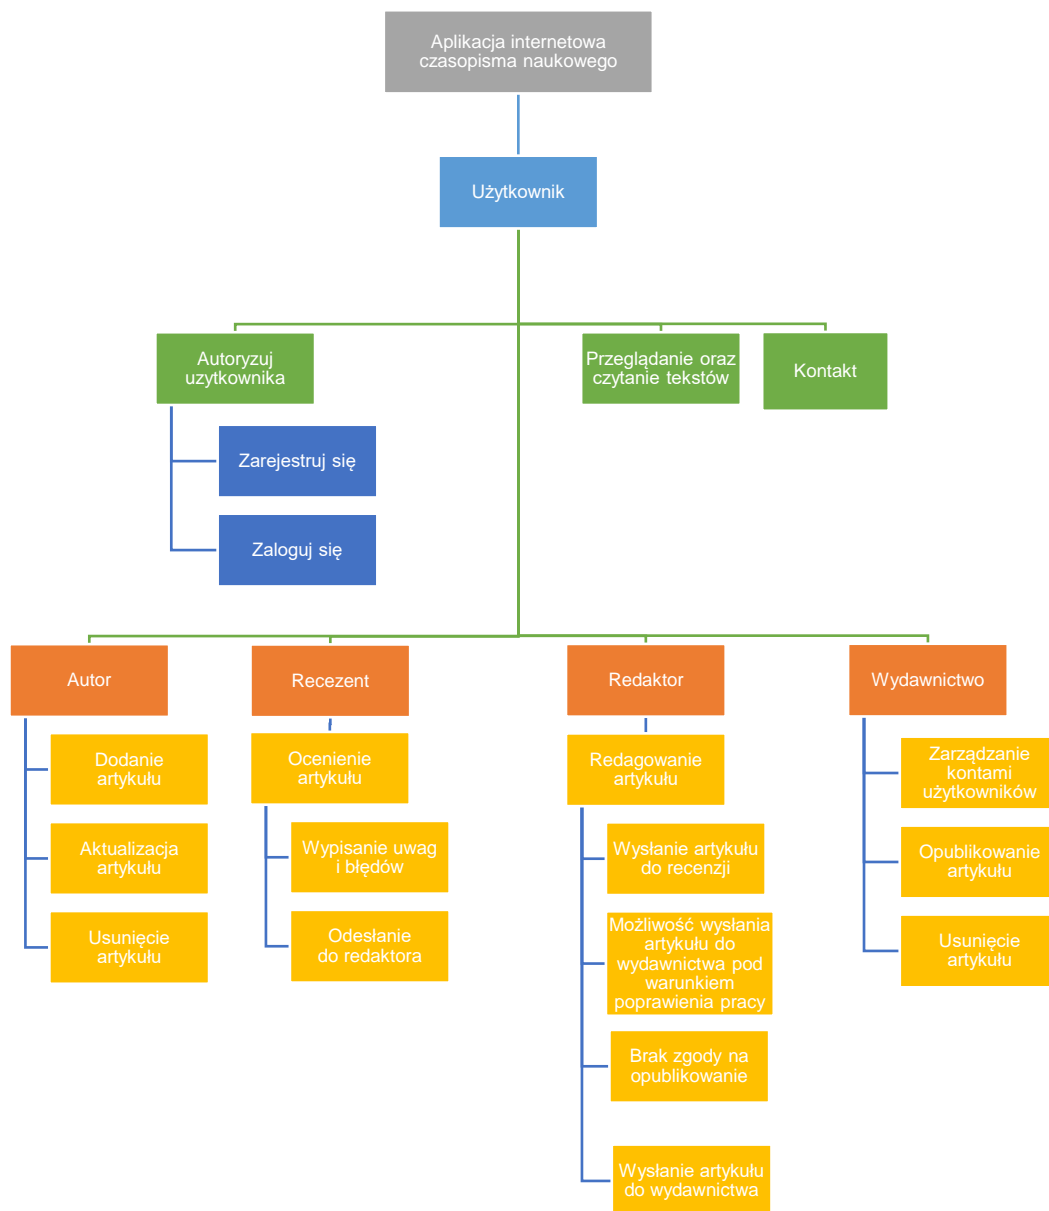 Aplikacja internetowa
czasopisma naukowego
Użytkownik
Autoryzuj
uzytkownika
Przeglądanie oraz
czytanie tekstów
Kontakt
Zarejestruj się
Zaloguj się
Autor
Recezent
Redaktor
Wydawnictwo
Dodanie
artykułu
Aktualizacja
artykułu
Usunięcie
artykułu
Ocenienie
artykułu
Wypisanie uwag
i błędów
Odesłanie
do redaktora
Redagowanie
artykułu
Wysłanie artykułu
do recenzji
Możliwość wysłania
artykułu do
wydawnictwa pod
warunkiem
poprawienia pracy
Brak zgody na
opublikowanie
Wysłanie artykułu
do wydawnictwa
Zarządzanie
kontami
użytkowników
Opublikowanie
artykułu
Usunięcie
artykułu